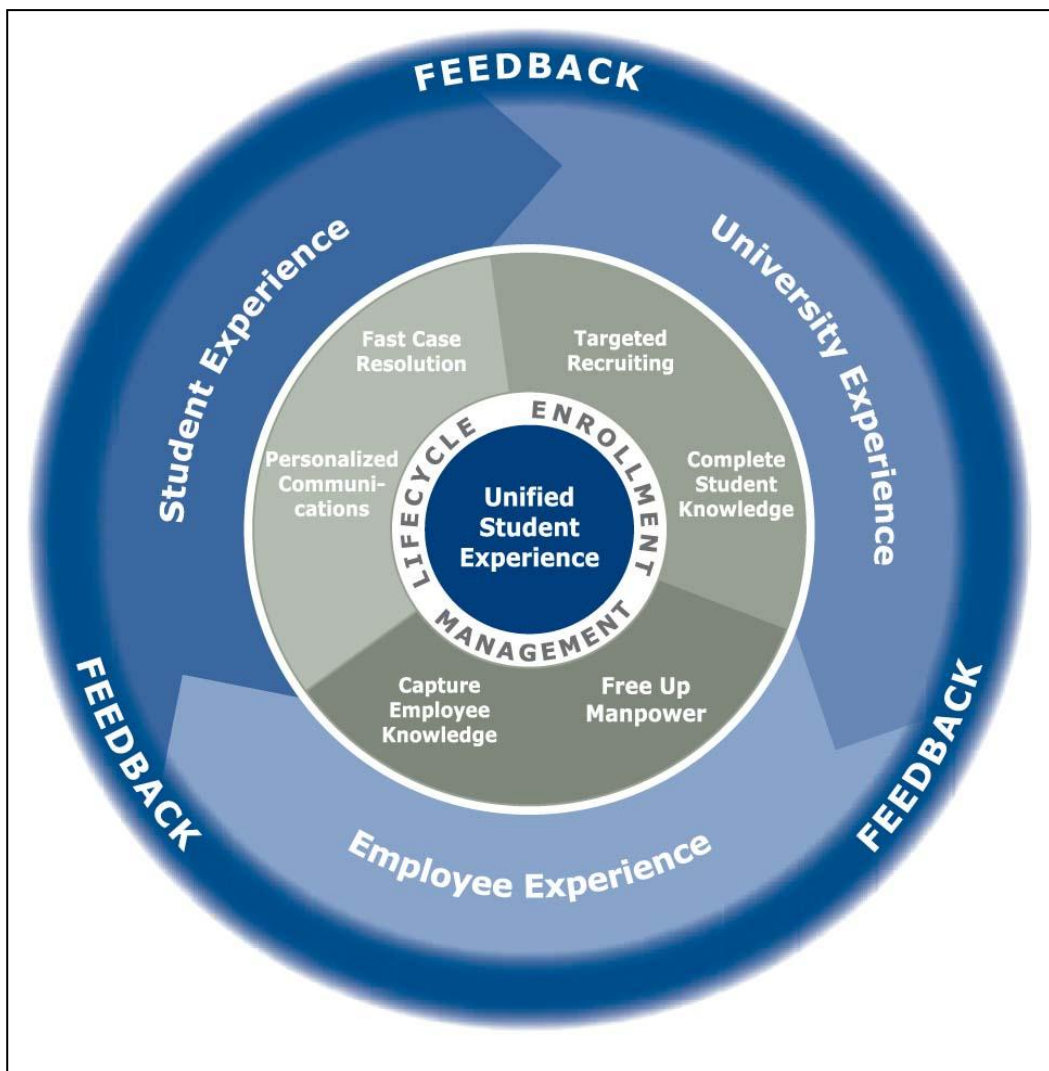 FEEDBACK
Student Experience
University Experience
Employee Experience
FEEDBACK
FEEDBACK
Fast Case
Resolution
Targeted
Recruiting
Personalized
Communi-
cations
Complete
Student
Knowledge
Capture
Employee
Knowledge
Free Up
Manpower
LIFECYCLE
ENROLLMENT
MANAGEMENT
Unified
Student
Experience